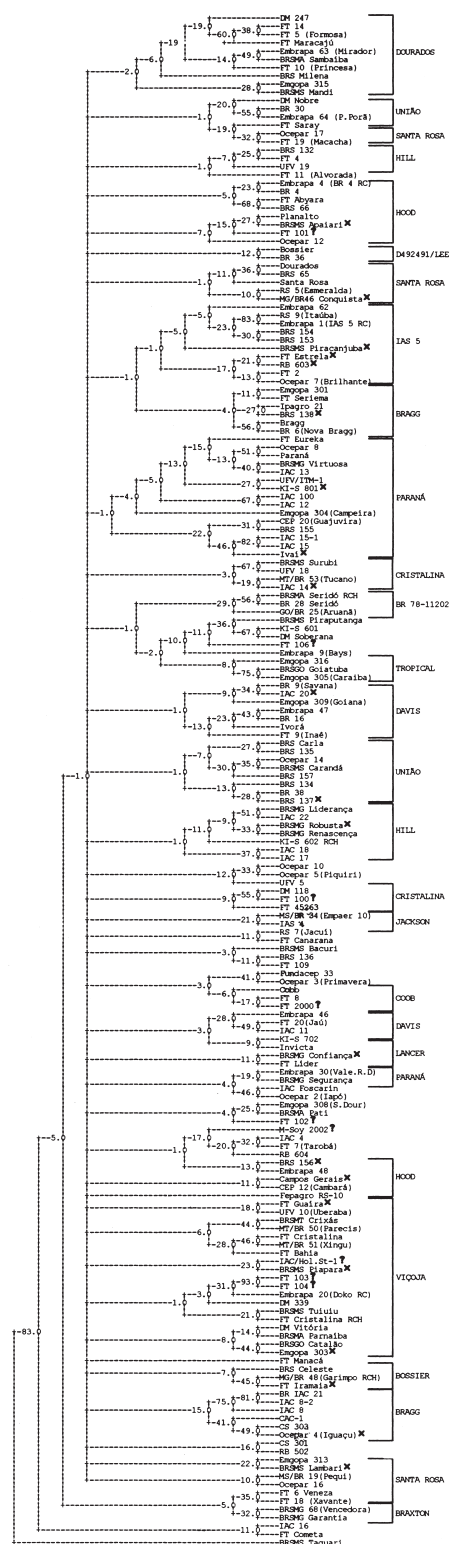 DM 247
FT 14
FT 5 (Formosa)
FT Maracajú
Embrapa 63 (Mirador)
BRSMA Sambaíba
FT 10 (Princesa)
BRS Milena
Emgopa 315
BRSMS Mandi
DOURADOS
DM Nobre
BR 30
Embrapa 64 (P.Porã)
UNIÃO
FT Saray
Ocepar 17
FT 19 (Macacha)
SANTA ROSA
BRS 132
FT 4
UFV 19
FT 11 (Alvorada)
HILL
Embrapa 4 (BR 4 RC)
BR 4
FT Abyara
BRS 66
Planalto
BRSMS Apaiari ✕
FT 101 ?
Ocepar 12
HOOD
Bossier
BR 36
D492491/LEE
Dourados
BRS 65
Santa Rosa
RS 5(Esmeralda)
MG/BR46 Conquista ✕
SANTA ROSA
Embrapa 62
RS 9(Itaúba)
Embrapa 1(IAS 5 RC)
BRS 154
BRS 153
BRSMS Piraçanjuba ✕
FT Estrela ✕
RB 603 ✕
FT 2
Ocepar 7(Brilhante)
IAS 5
Emgopa 301
FT Seriema
Ipagro 21
BRS 138 ✕
Bragg
BR 6(Nova Bragg)
BRAGG
FT Eureka
Ocepar 8
Paraná
BRSMG Virtuosa
IAC 13
UFV/ITM-1
KI-S 801 ✕
IAC 100
IAC 12
Emgopa 304(Campeira)
CEP 20(Guajuvira)
BRS 155
IAC 15-1
IAC 15
Ivaí ✕
PARANÁ
BRSMS Surubi
UFV 18
MT/BR 53(Tucano)
IAC 14 ✕
CRISTALINA
BRSMA Seridó RCH
BR 28 Seridó
GO/BR 25(Aruanã)
BR 78-11202
BRSMS Piraputanga
KI-S 601
DM Soberana
FT 106 ?
Embrapa 9(Bays)
Emgopa 316
BRSGO Goiatuba
Emgopa 305(Caraíba)
TROPICAL
BR 9(Savana)
IAC 20 ✕
Emgopa 309(Goiana)
Embrapa 47
BR 16
Ivorá
FT 9(Inaê)
DAVIS
BRS Carla
BRS 135
Ocepar 14
BRSMS Carandá
BRS 157
BRS 134
BR 38
BRS 137 ✕
UNIÃO
BRSMG Liderança
IAC 22
BRSMG Robusta ✕
BRSMG Renascença
KI-S 602 RCH
IAC 18
IAC 17
HILL
Ocepar 10
Ocepar 5(Piquiri)
UFV 5
DM 118
FT 100 ?
FT 45263
CRISTALINA
MS/BR 34(Empaer 10)
IAS 4
JACKSON
RS 7(Jacuí)
FT Canarana
BRSMS Bacuri
BRS 136
FT 109
Fundacep 33
Ocepar 3(Primavera)
Cobb
FT 8
FT 2000 ?
COOB
Embrapa 46
FT 20(Jaú)
IAC 11
DAVIS
KI-S 702
Invicta
BRSMG Confiança ✕
FT Líder
LANCER
Embrapa 30(Vale.R.D)
BRSMG Segurança
PARANÁ
IAC Foscarin
Ocepar 2(Iapó)
Emgopa 308(S.Dour)
BRSMA Pati
FT 102 ?
M-Soy 2002 ?
IAC 4
FT 7(Tarobá)
RB 604
BRS 156 ✕
Embrapa 48
Campos Gerais ✕
CEP 12(Cambará)
Fepagro RS-10
HOOD
FT Guaíra ✕
UFV 10(Uberaba)
BRSMT Crixás
MT/BR 50(Parecis)
FT Cristalina
MT/BR 51(Xingu)
FT Bahia
IAC/Hol.St-1 ?
BRSMS Piapara ✕
FT 103 ?
FT 104 ?
Embrapa 20(Doko RC)
DM 339
BRSMS Tuiuiu
FT Cristalina RCH
DM Vitória
BRSMA Parnaíba
BRSGO Catalão
Emgopa 303 ✕
VIÇOJA
FT Manacá
BRS Celeste
MG/BR 48(Garimpo RCH)
FT Iramaia ✕
BOSSIER
BR IAC 21
IAC 8-2
IAC 8
CAC-1
CS 303
Ocepar 4(Iguaçu) ✕
BRAGG
CS 301
RB 502
Emgopa 313
BRSMS Lambari ✕
MS/BR 19(Pequi)
Ocepar 16
SANTA ROSA
FT 6 Veneza
FT 18 (Xavante)
BRSMG 68(Vencedora)
BRSMG Garantia
BRAXTON
IAC 16
FT Cometa
BRSMS Taquari